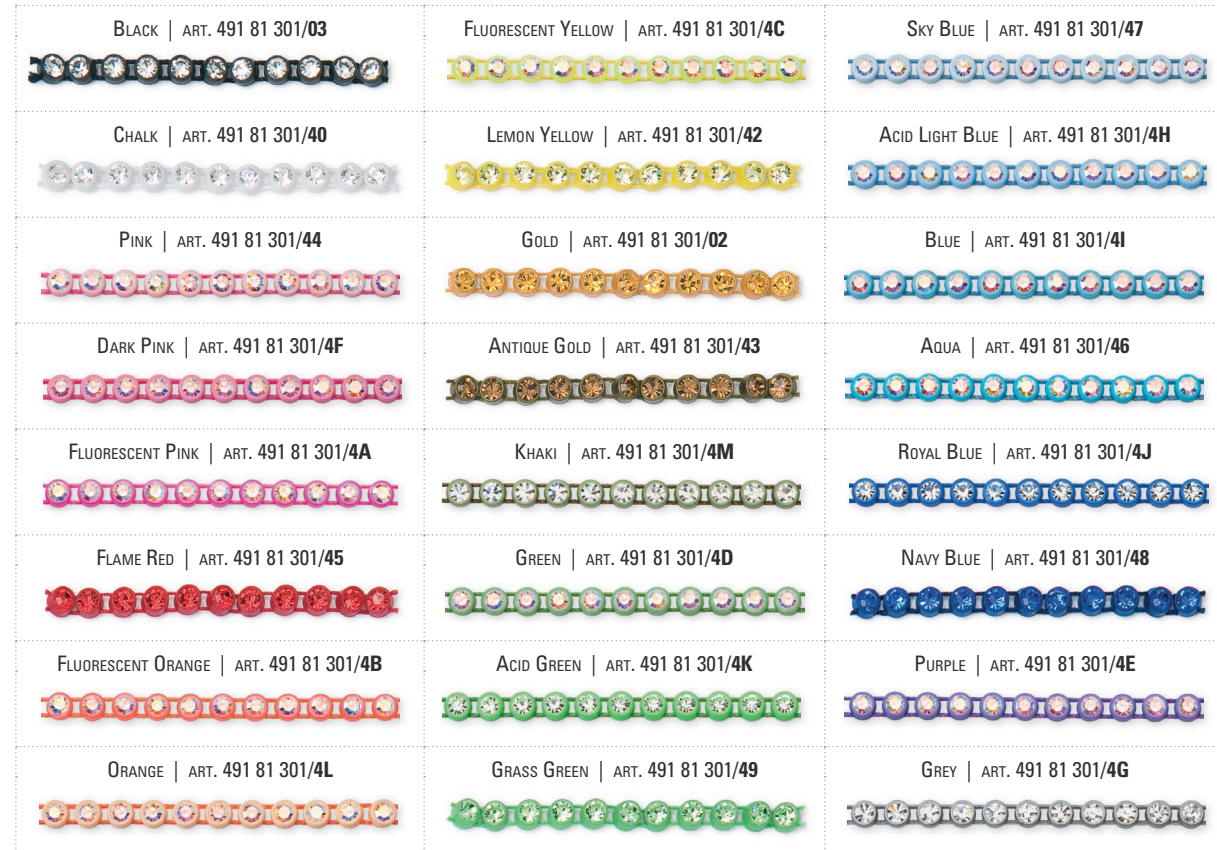 BLACK | ART. 491 81 301/03
FLUORESCENT YELLOW | ART. 491 81 301/4C
SKY BLUE | ART. 491 81 301/47
CHALK | ART. 491 81 301/40
LEMON YELLOW | ART. 491 81 301/42
ACID LIGHT BLUE | ART. 491 81 301/4H
PINK | ART. 491 81 301/44
GOLD | ART. 491 81 301/02
BLUE | ART. 491 81 301/4I
DARK PINK | ART. 491 81 301/4F
ANTIQUE GOLD | ART. 491 81 301/43
AQUA | ART. 491 81 301/46
FLUORESCENT PINK | ART. 491 81 301/4A
KHAKI | ART. 491 81 301/4M
ROYAL BLUE | ART. 491 81 301/4J
FLAME RED | ART. 491 81 301/45
GREEN | ART. 491 81 301/4D
NAVY BLUE | ART. 491 81 301/48
FLUORESCENT ORANGE | ART. 491 81 301/4B
ACID GREEN | ART. 491 81 301/4K
PURPLE | ART. 491 81 301/4E
ORANGE | ART. 491 81 301/4L
GRASS GREEN | ART. 491 81 301/49
GREY | ART. 491 81 301/4G